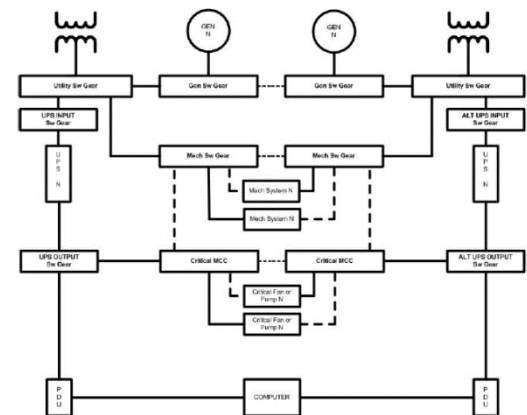 GEN
N
GEN
N
Utility Sw Gear
Gen Sw Gear
Gen Sw Gear
Utility Sw Gear
UPS INPUT
Sw Gear
ALT UPS INPUT
Sw Gear
U
P
S
N
Mech Sw Gear
Mech Sw Gear
U
P
S
N
Mech System N
Mech System N
UPS OUTPUT
Sw Gear
Critical MCC
Critical MCC
ALT UPS OUTPUT
Sw Gear
Critical Fan or
Pump N
Critical Fan or
Pump N
P
D
U
COMPUTER
P
D
U